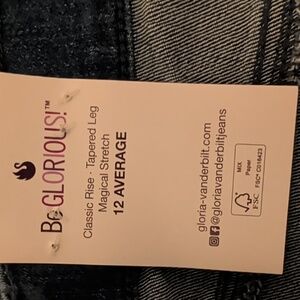 BeGLORIOUS!™
Classic Rise · Tapered Leg
Magical Stretch
12 AVERAGE
gloria-vanderbilt.com
@gloriavanderbiltjeans
FSC
MIX
Paper
FSC® C016423